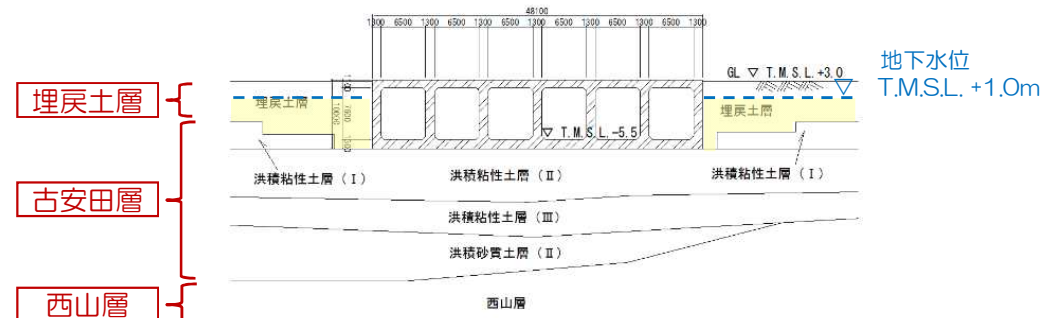 48100
1300 6500 1300 6500 1300 6500 1300 6500 1300 6500 1300 6500 1300
GL ▽ T.M.S.L.+3.0
地下水位
T.M.S.L. +1.0m
埋戻土層
埋戻土層
埋戻土層
▽ T.M.S.L.-5.5
洪積粘性土層(Ⅰ)
洪積粘性土層(Ⅱ)
洪積粘性土層(Ⅰ)
古安田層
洪積粘性土層(Ⅲ)
洪積砂質土層(Ⅱ)
西山層
西山層